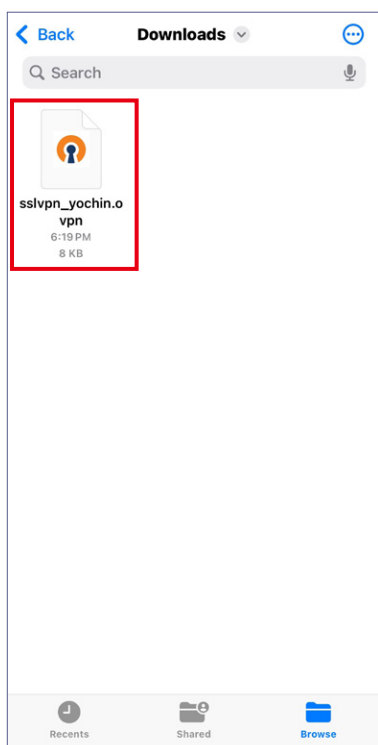 Back
Downloads
Search
sslvpn_yochin.o
vpn
6:19 PM
8 KB
Recents
Shared
Browse